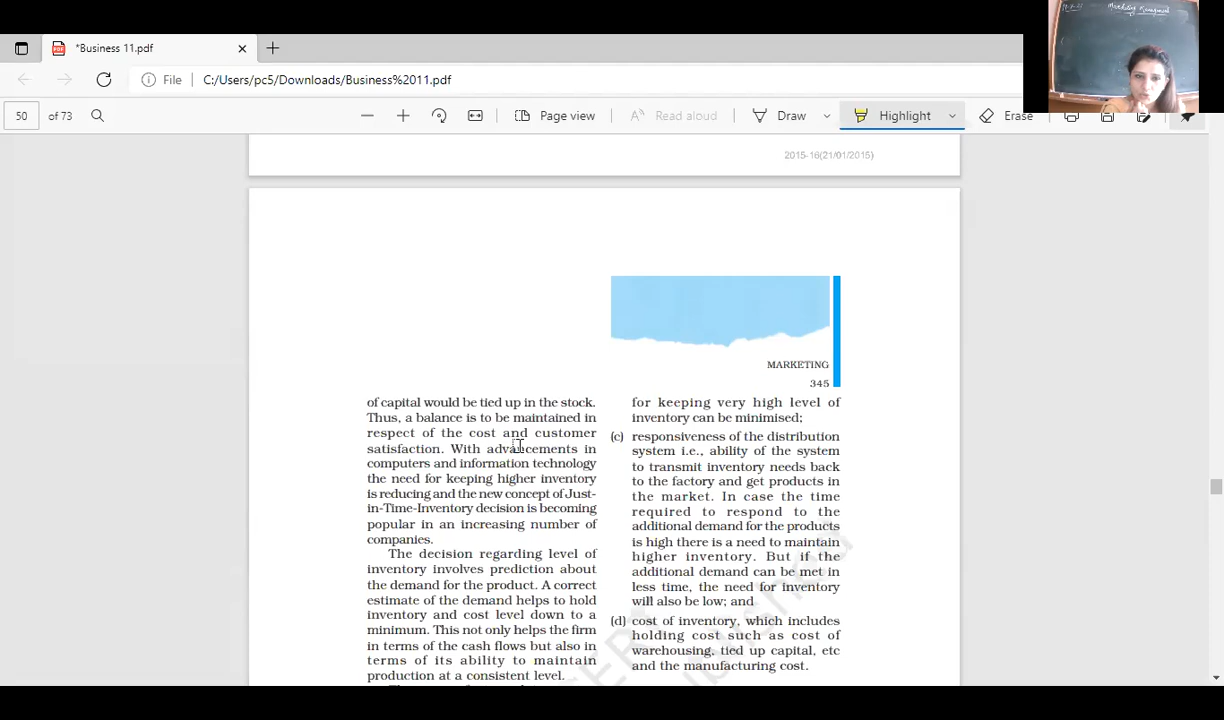 *Business 11.pdf
File
C:/Users/pc5/Downloads/Business%2011.pdf
Marketing Management
50 of 73
Page view
Read aloud
Draw
Highlight
Erase
2015-16(21/01/2015)
MARKETING
345
of capital would be tied up in the stock.
Thus, a balance is to be maintained in
respect of the cost and customer
satisfaction. With advancements in
computers and information technology
the need for keeping higher inventory
is reducing and the new concept of Just-
in-Time-Inventory decision is becoming
popular in an increasing number of
companies.
The decision regarding level of
inventory involves prediction about
the demand for the product. A correct
estimate of the demand helps to hold
inventory and cost level down to a
minimum. This not only helps the firm
in terms of the cash flows but also in
terms of its ability to maintain
production at a consistent level.
for keeping very high level of
inventory can be minimised;
(c) responsiveness of the distribution
system i.e., ability of the system
to transmit inventory needs back
to the factory and get products in
the market. In case the time
required to respond to the
additional demand for the products
is high there is a need to maintain
higher inventory. But if the
additional demand can be met in
less time, the need for inventory
will also be low; and
(d) cost of inventory, which includes
holding cost such as cost of
warehousing, tied up capital, etc
and the manufacturing cost.